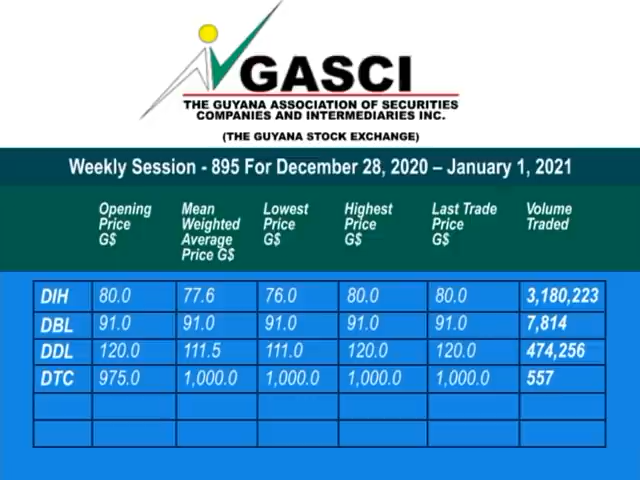 GASCI
THE GUYANA ASSOCIATION OF SECURITIES
COMPANIES AND INTERMEDIARIES INC.
(THE GUYANA STOCK EXCHANGE)
Weekly Session - 895 For December 28, 2020 – January 1, 2021
Opening Price G$ Mean Weighted Average Price G$ Lowest Price G$ Highest Price G$ Last Trade Price G$ Volume Traded
DIH 80.0 77.6 76.0 80.0 80.0 3,180,223
DBL 91.0 91.0 91.0 91.0 91.0 7,814
DDL 120.0 111.5 111.0 120.0 120.0 474,256
DTC 975.0 1,000.0 1,000.0 1,000.0 1,000.0 557